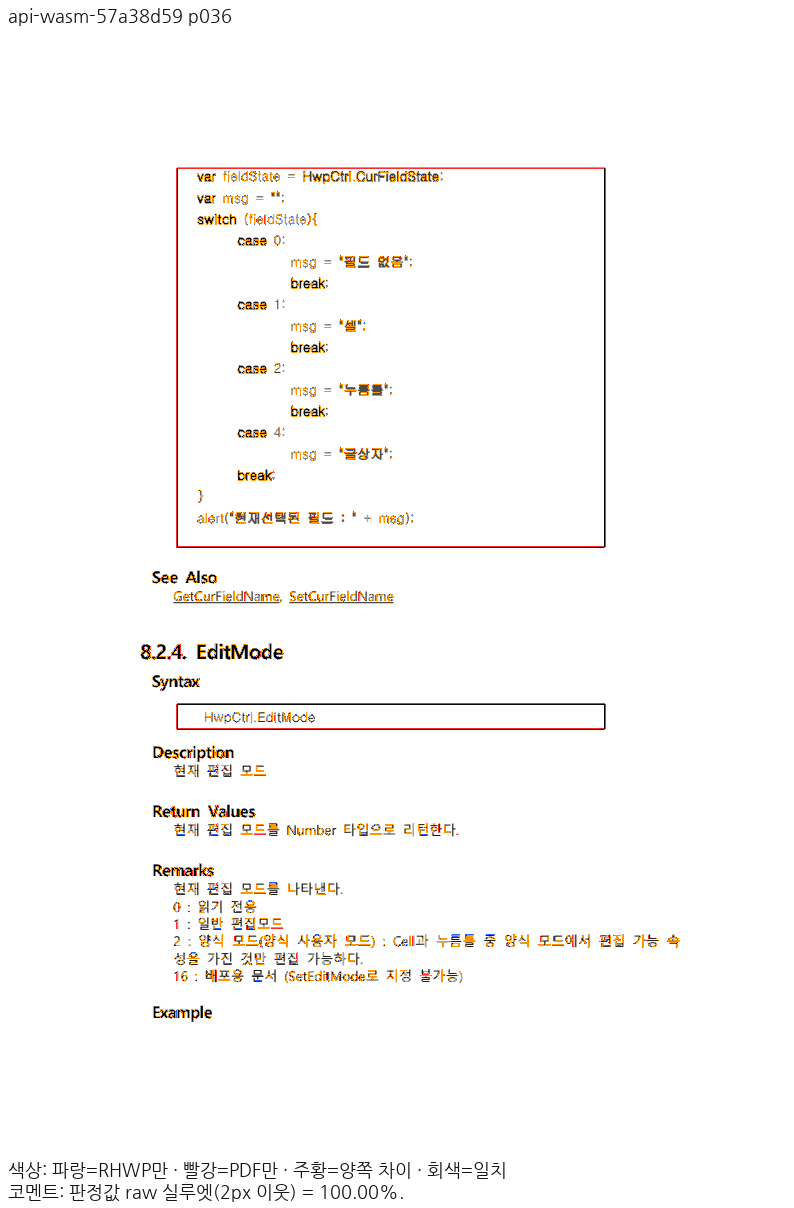 api-wasm-57a38d59 p036
var fieldState = HwpCtrl.CurFieldState;
var msg = "";
switch (fieldState){
case 0:
msg = "필드 없음";
break;
case 1:
msg = "셀";
break;
case 2:
msg = "누름틀";
break;
case 4:
msg = "글상자";
break;
}
alert("현재선택된 필드 : " + msg);
See Also
GetCurFieldName, SetCurFieldName
8.2.4. EditMode
Syntax
HwpCtrl.EditMode
Description
현재 편집 모드
Return Values
현재 편집 모드를 Number 타입으로 리턴한다.
Remarks
현재 편집 모드를 나타낸다.
0 : 읽기 전용
1 : 일반 편집모드
2 : 양식 모드(양식 사용자 모드) : Cell과 누름틀 중 양식 모드에서 편집 가능 속
성을 가진 것만 편집 가능하다.
16 : 배포용 문서 (SetEditMode로 지정 불가능)
Example
색상: 파랑=RHWP만 · 빨강=PDF만 · 주황=양쪽 차이 · 회색=일치
코멘트: 판정값 raw 실루엣(2px 이웃) = 100.00%.